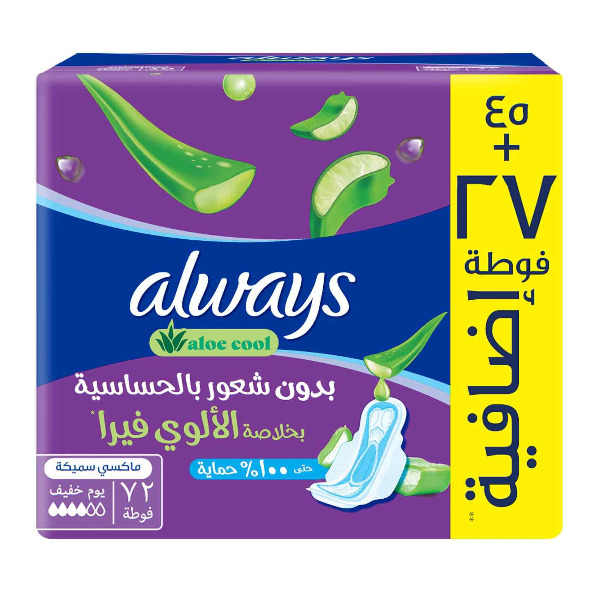 always
aloe cool
بدون شعور بالحساسية
بخلاصة الألوي فيرا*
حتى ١٠٠% حماية
ماكسي سميكة
٧٢ فوطة
يوم خفيف
٤٥
+
٢٧
فوطة
إضافية**